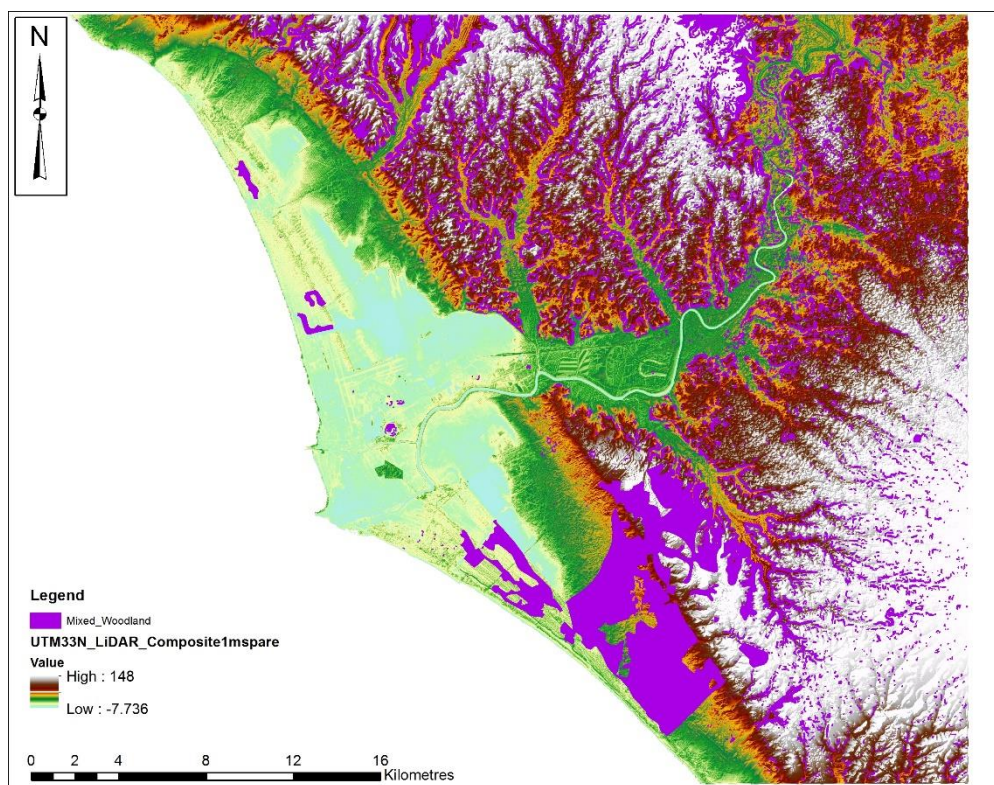 N
Legend
Mixed_Woodland
UTM33N_LiDAR_Composite1mspare
Value
High : 148
Low : -7.736
0 2 4 8 12 16
Kilometres